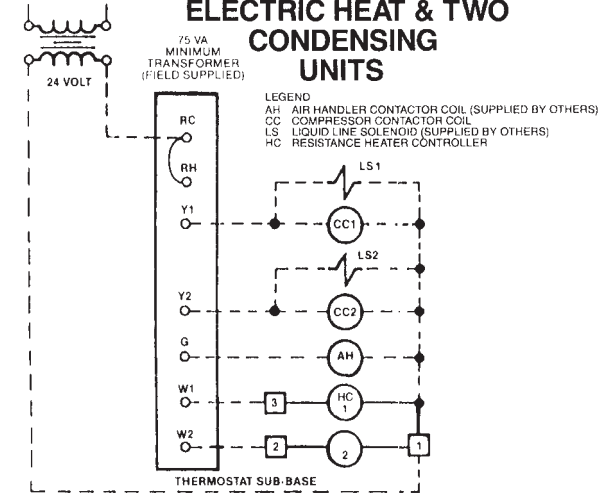 ELECTRIC HEAT & TWO
CONDENSING
UNITS
75 VA
MINIMUM
TRANSFORMER
(FIELD SUPPLIED)
24 VOLT
LEGEND
AH AIR HANDLER CONTACTOR COIL (SUPPLIED BY OTHERS)
CC COMPRESSOR CONTACTOR COIL
LS LIQUID LINE SOLENOID (SUPPLIED BY OTHERS)
HC RESISTANCE HEATER CONTROLLER
RC
RH
LS1
Y1
CC1
LS2
Y2
CC2
G
AH
W1
3
HC
1
W2
2
2
1
THERMOSTAT SUB-BASE